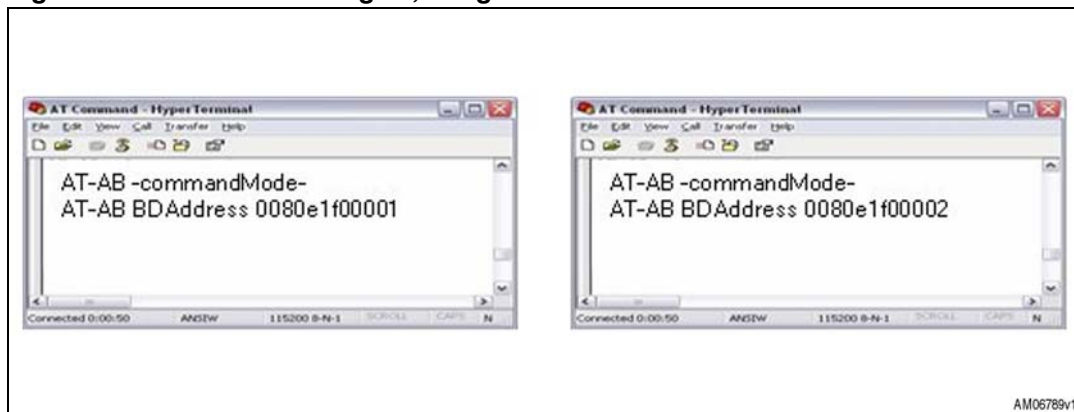 AT Command - HyperTerminal
File Edit View Call Transfer Help
AT-AB -commandMode-
AT-AB BDAddress 0080e1f00001
Connected 0:00:50 ANSIW 115200 8-N-1 SCROLL CAPS N
AT Command - HyperTerminal
File Edit View Call Transfer Help
AT-AB -commandMode-
AT-AB BDAddress 0080e1f00002
Connected 0:00:50 ANSIW 115200 8-N-1 SCROLL CAPS N
AM06789v1